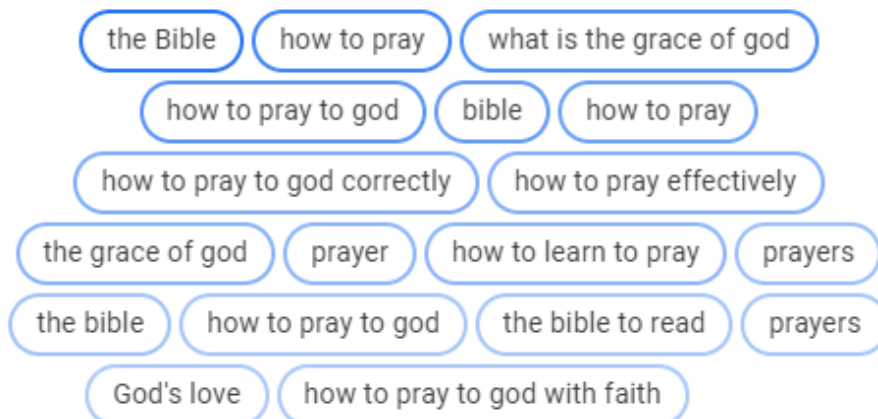 the Bible how to pray what is the grace of god
how to pray to god bible how to pray
how to pray to god correctly how to pray effectively
the grace of god prayer how to learn to pray prayers
the bible how to pray to god the bible to read prayers
God's love how to pray to god with faith